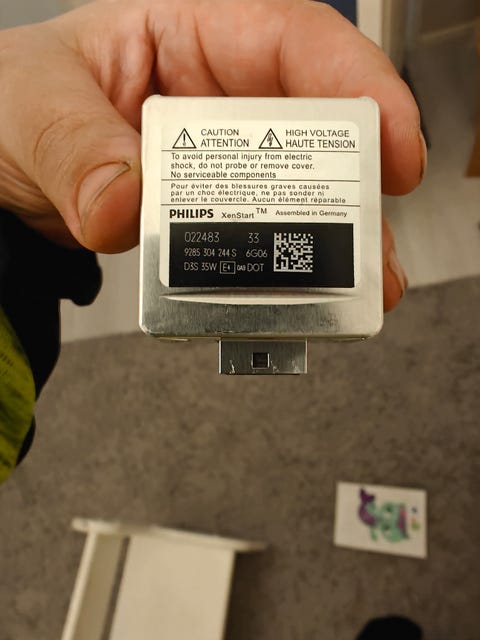 CAUTION
ATTENTION
HIGH VOLTAGE
HAUTE TENSION
To avoid personal injury from electric
shock, do not probe or remove cover.
No serviceable components
Pour éviter des blessures graves causées
par un choc électrique, ne pas sonder ni
enlever le couvercle. Aucun élément réparable
PHILIPS XenStart™ Assembled in Germany
022483 33
9285 304 244 S 6G06
D3S 35W E4 DOT